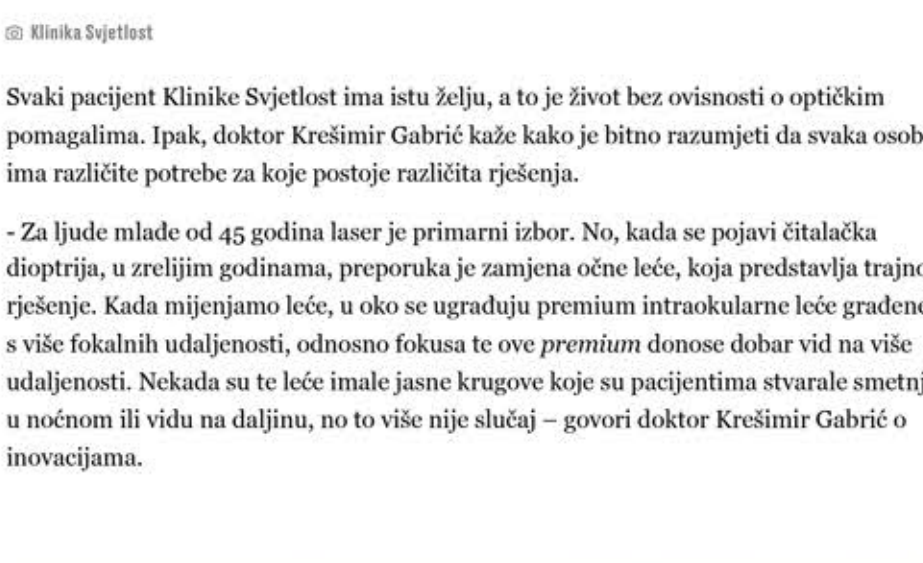 Klinika Svjetlost
Svaki pacijent Klinike Svjetlost ima istu želju, a to je život bez ovisnosti o optičkim
pomagalima. Ipak, doktor Krešimir Gabrić kaže kako je bitno razumjeti da svaka osob
ima različite potrebe za koje postoje različita rješenja.
- Za ljude mlađe od 45 godina laser je primarni izbor. No, kada se pojavi čitalačka
dioptrija, u zrelijim godinama, preporuka je zamjena očne leće, koja predstavlja trajno
rješenje. Kada mijenjamo leće, u oko se ugrađuju premium intraokularne leće građene
s više fokalnih udaljenosti, odnosno fokusa te ove premium donose dobar vid na više
udaljenosti. Nekada su te leće imale jasne krugove koje su pacijentima stvarale smetnj
u noćnom ili vidu na daljinu, no to više nije slučaj – govori doktor Krešimir Gabrić o
inovacijama.